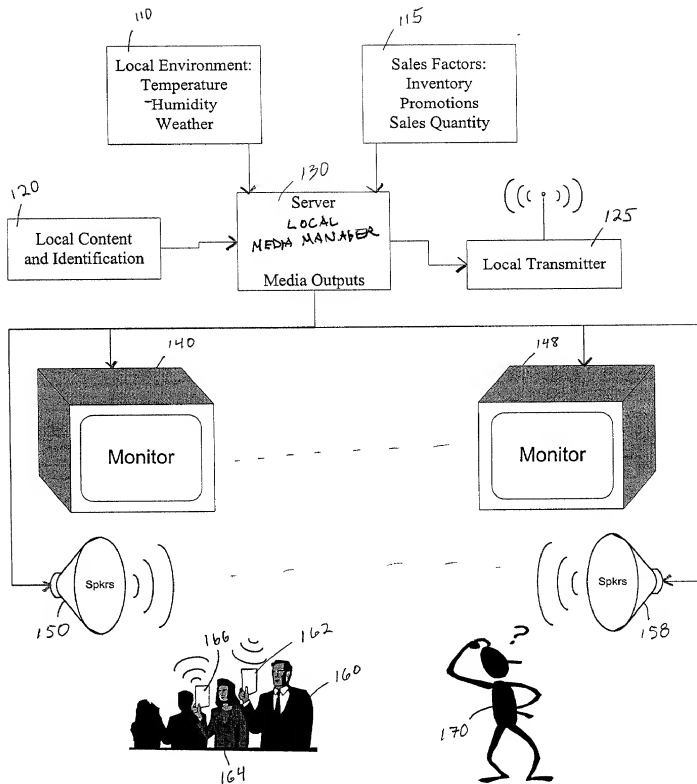 110
Local Environment:
Temperature
Humidity
Weather
115
Sales Factors:
Inventory
Promotions
Sales Quantity
120
Local Content
and Identification
130
Server
LOCAL
MEDIA MANAGER
Media Outputs
125
Local Transmitter
140
Monitor
148
Monitor
Spkrs
150
Spkrs
158
166
162
160
164
?
170